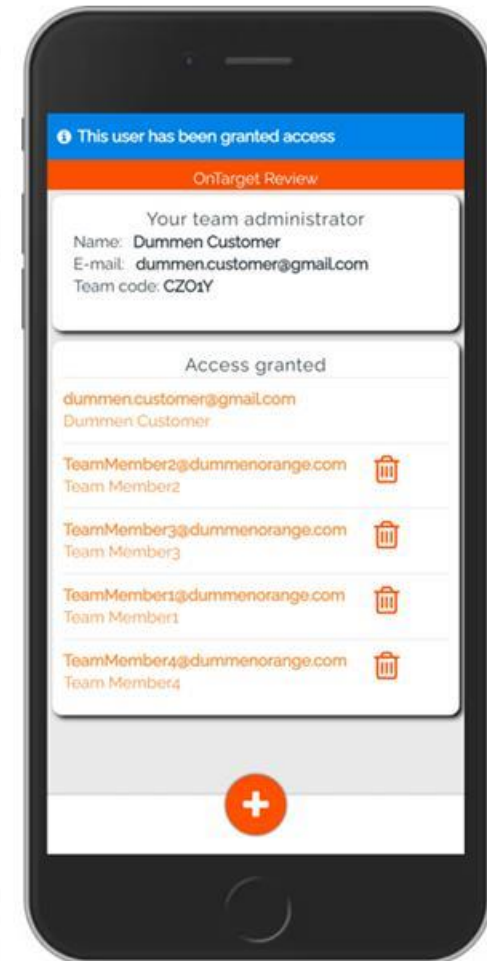 This user has been granted access
OnTarget Review
Your team administrator
Name: Dummen Customer
E-mail: dummen.customer@gmail.com
Team code: CZO1Y
Access granted
dummen.customer@gmail.com
Dummen Customer
TeamMember2@dummenorange.com
Team Member2
TeamMember3@dummenorange.com
Team Member3
TeamMember1@dummenorange.com
Team Member1
TeamMember4@dummenorange.com
Team Member4